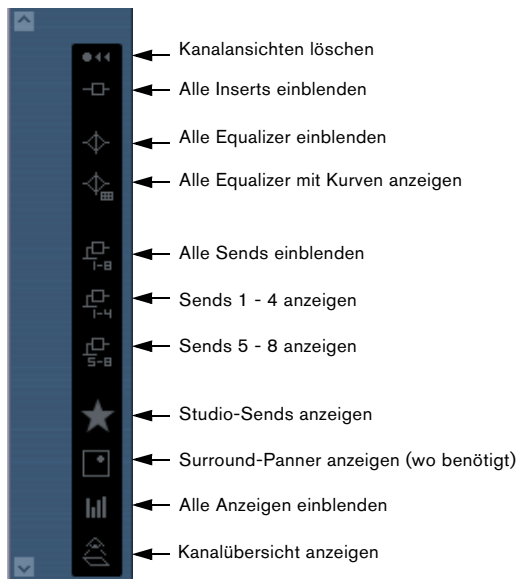 Kanalansichten löschen
Alle Inserts einblenden
Alle Equalizer einblenden
Alle Equalizer mit Kurven anzeigen
1-8 Alle Sends einblenden
1-4 Sends 1 - 4 anzeigen
5-8 Sends 5 - 8 anzeigen
Studio-Sends anzeigen
Surround-Panner anzeigen (wo benötigt)
Alle Anzeigen einblenden
Kanalübersicht anzeigen